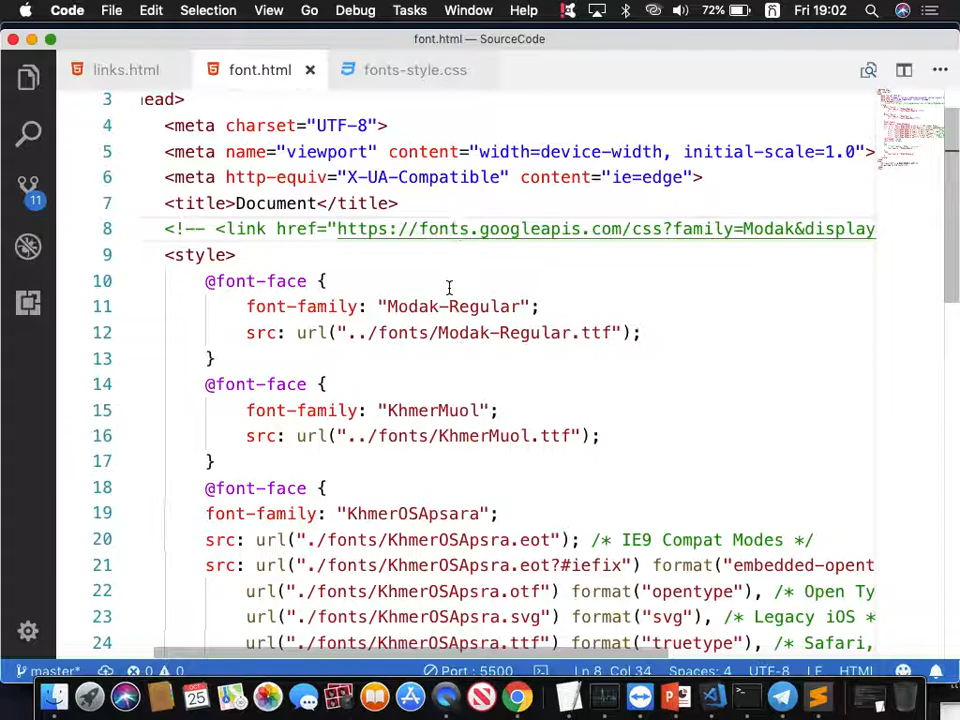 Code File Edit Selection View Go Debug Tasks Window Help 72% Fri 19:02
font.html — SourceCode
links.html font.html fonts-style.css
3 ead>
4 <meta charset="UTF-8">
5 <meta name="viewport" content="width=device-width, initial-scale=1.0">
6 <meta http-equiv="X-UA-Compatible" content="ie=edge">
7 <title>Document</title>
8 <!-- <link href="https://fonts.googleapis.com/css?family=Modak&display
9 <style>
10 @font-face {
11 font-family: "Modak-Regular";
12 src: url("../fonts/Modak-Regular.ttf");
13 }
14 @font-face {
15 font-family: "KhmerMuol";
16 src: url("../fonts/KhmerMuol.ttf");
17 }
18 @font-face {
19 font-family: "KhmerOSApsara";
20 src: url("./fonts/KhmerOSApsra.eot"); /* IE9 Compat Modes */
21 src: url("./fonts/KhmerOSApsra.eot?#iefix") format("embedded-opent
22 url("./fonts/KhmerOSApsra.otf") format("opentype"), /* Open Ty
23 url("./fonts/KhmerOSApsra.svg") format("svg"), /* Legacy iOS *
24 url("./fonts/KhmerOSApsra.ttf") format("truetype"), /* Safari,
11
master* 0 0 Port : 5500 Ln 8, Col 34 Spaces: 4 UTF-8 LF HTML
OCT
25